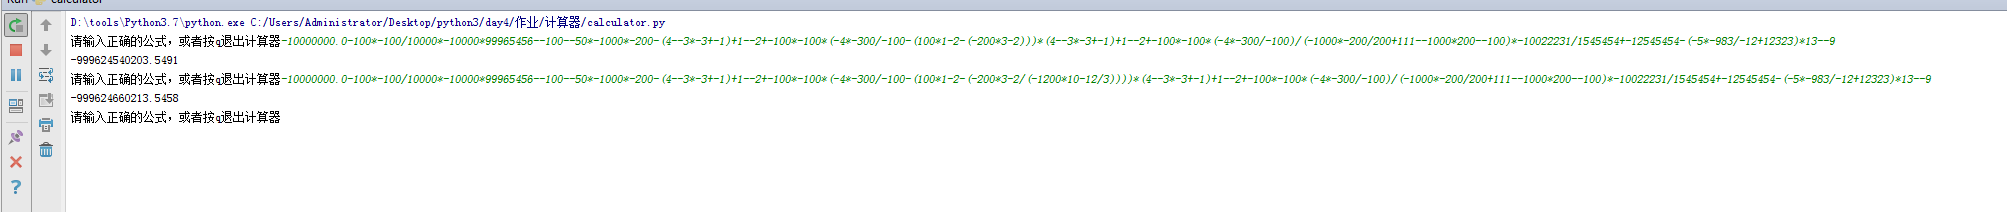 Run calculator
D:\tools\Python3.7\python.exe C:/Users/Administrator/Desktop/python3/day4/作业/计算器/calculator.py
请输入正确的公式，或者按q退出计算器-10000000.0-100*-100/10000*-10000*99965456--100--50*-1000*-200-(4--3*-3+-1)+1--2+-100*-100*(-4*-300/-100-(100*1-2-(-200*3-2)))*(4--3*-3+-1)+1--2+-100*-100*(-4*-300/-100)/(-1000*-200/200+111--1000*200--100)*-10022231/1545454+-12545454-(-5*-983/-12+12323)*13--9
-999624540203.5491
请输入正确的公式，或者按q退出计算器-10000000.0-100*-100/10000*-10000*99965456--100--50*-1000*-200-(4--3*-3+-1)+1--2+-100*-100*(-4*-300/-100-(100*1-2-(-200*3-2/(-1200*10-12/3))))*(4--3*-3+-1)+1--2+-100*-100*(-4*-300/-100)/(-1000*-200/200+111--1000*200--100)*-10022231/1545454+-12545454-(-5*-983/-12+12323)*13--9
-999624660213.5458
请输入正确的公式，或者按q退出计算器